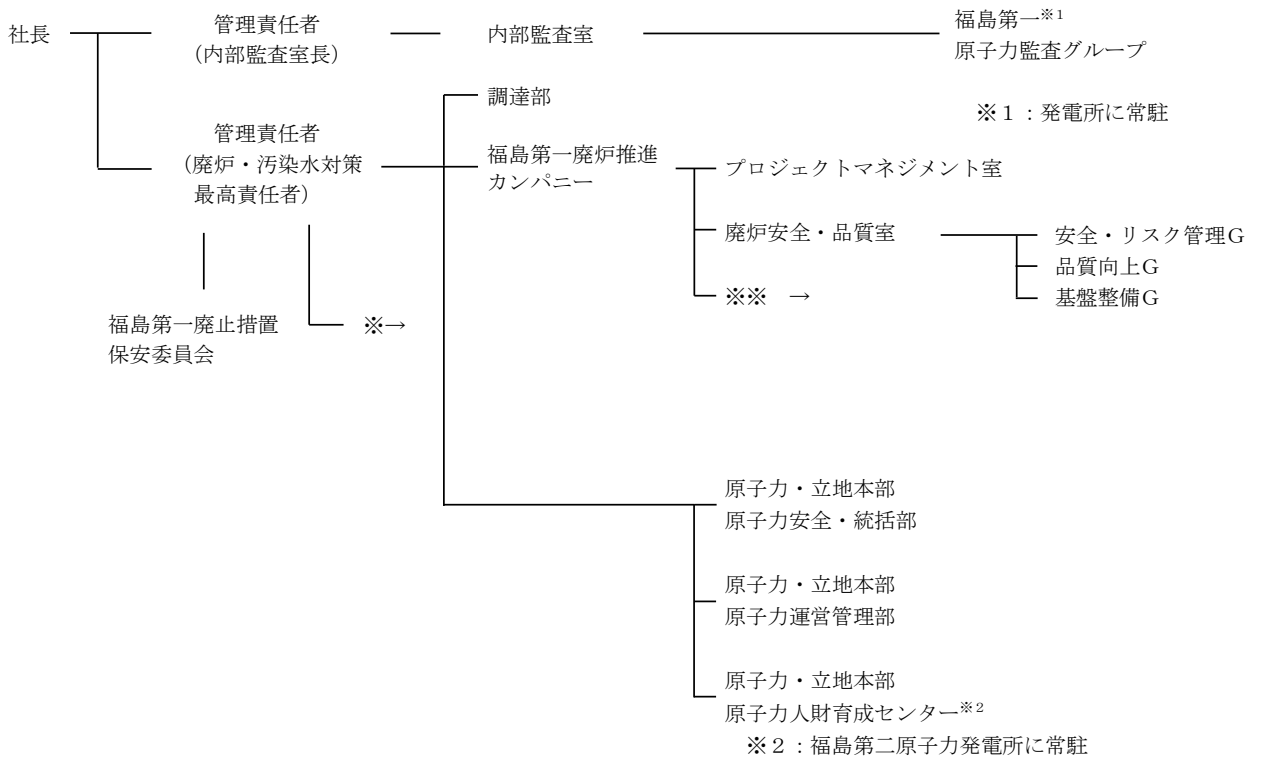 社長
管理責任者
(内部監査室長)
内部監査室
福島第一※1
原子力監査グループ
※1:発電所に常駐
調達部
管理責任者
(廃炉・汚染水対策
最高責任者)
福島第一廃炉推進
カンパニー
プロジェクトマネジメント室
廃炉安全・品質室
安全・リスク管理G
品質向上G
基盤整備G
※※ →
福島第一廃止措置
保安委員会
※→
原子力・立地本部
原子力安全・統括部
原子力・立地本部
原子力運営管理部
原子力・立地本部
原子力人財育成センター※2
※2:福島第二原子力発電所に常駐